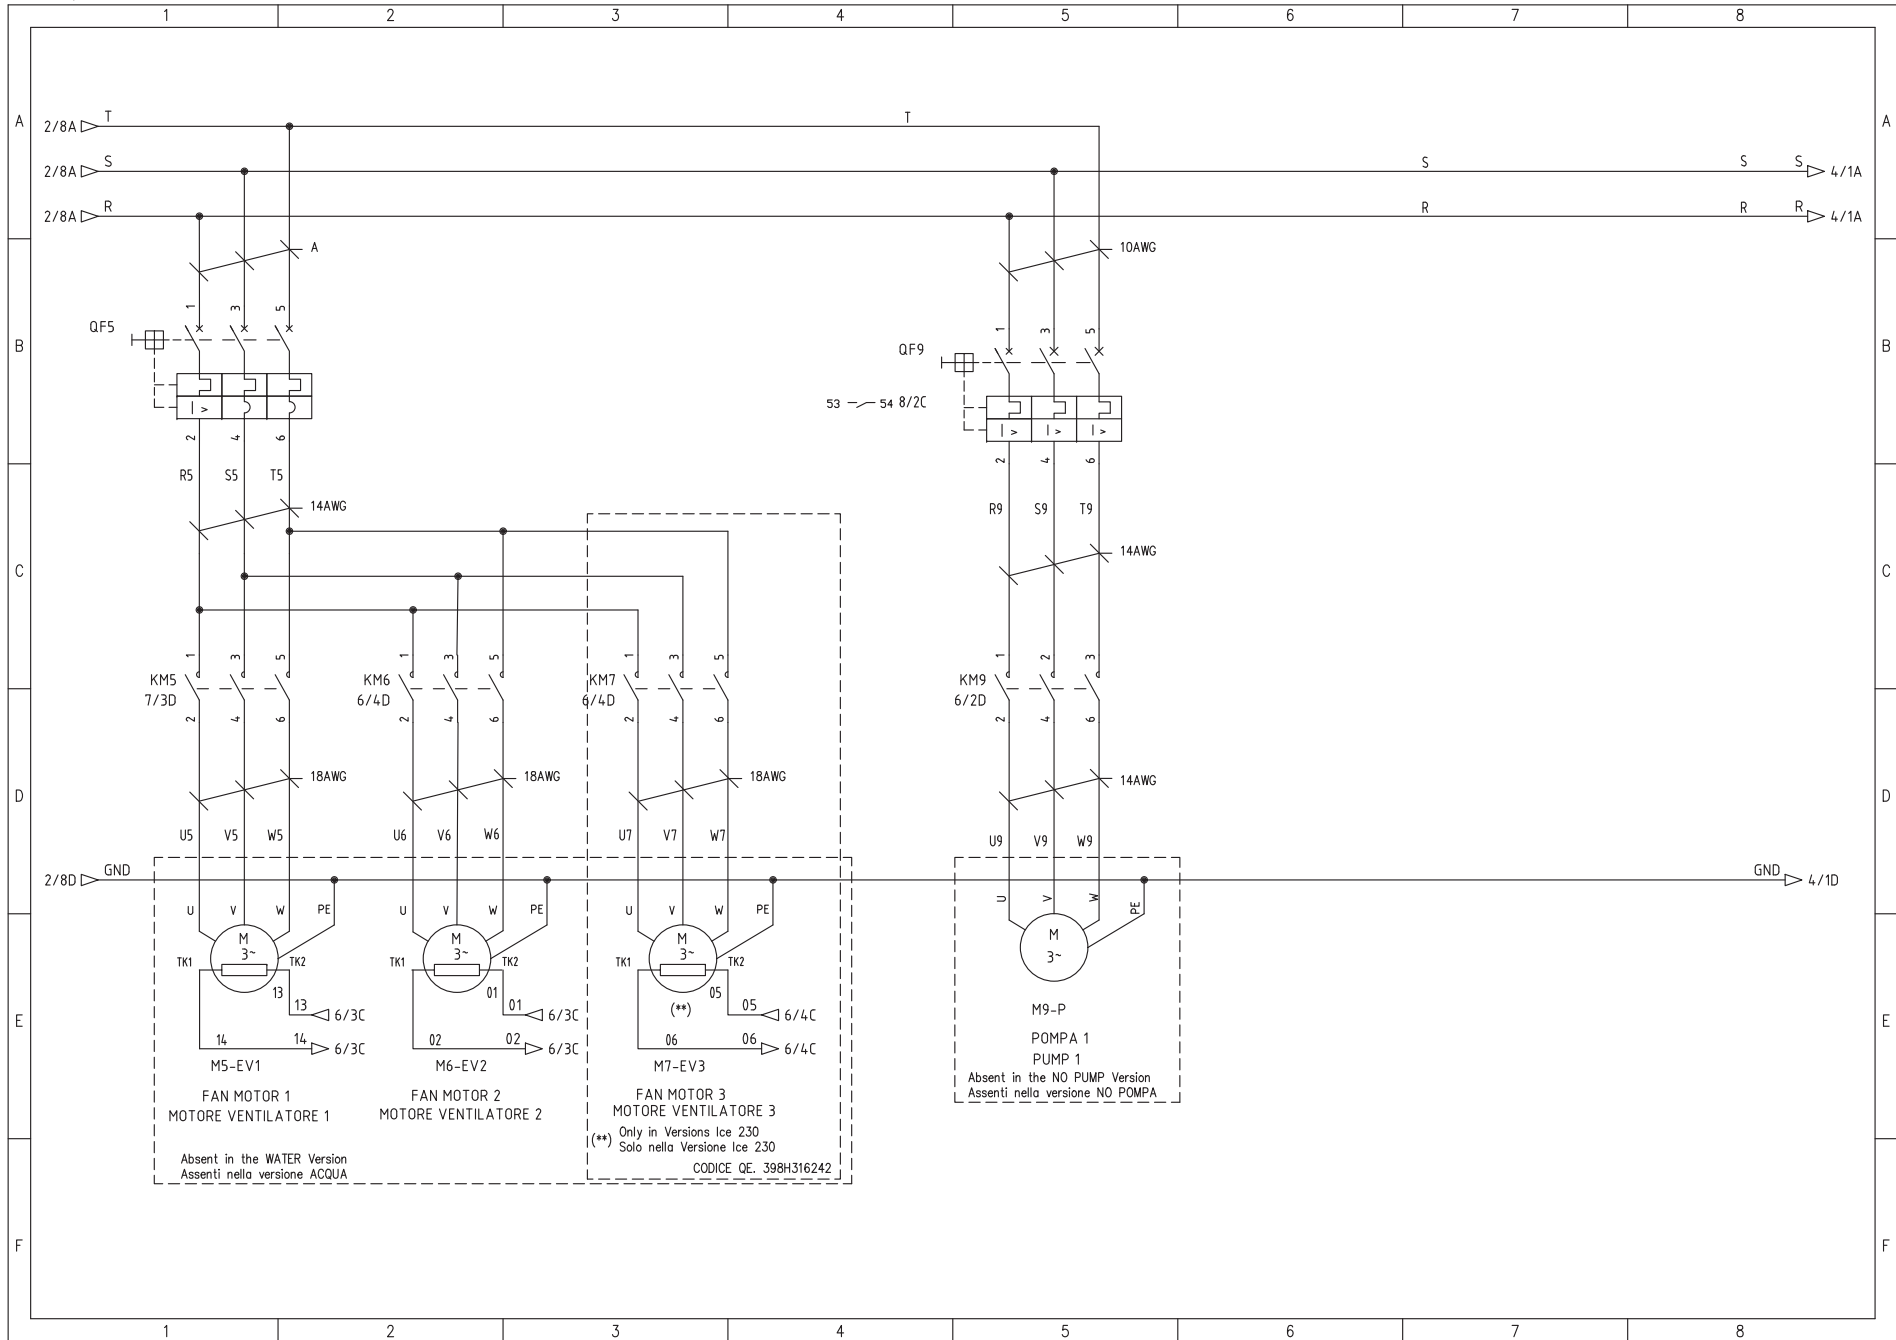 1 2 3 4 5 6 7 8
A T T A
2/8A
S S S S
2/8A 4/1A
R R R R
2/8A 4/1A
A 10AWG
1 3 5
QF5
B B
1 3 5
QF9
I > I > I > I >
53 54 8/2C
2 4 6
2 4 6
R5 S5 T5
14AWG
R9 S9 T9
14AWG
C C
1 3 5 1 3 5 1 3 5 1 2 3
KM5 KM6 KM7 KM9
7/3D 6/4D 6/4D 6/2D
2 4 6 2 4 6 2 4 6 2 4 6
18AWG 18AWG 18AWG 14AWG
D D
U5 V5 W5 U6 V6 W6 U7 V7 W7 U9 V9 W9
GND GND
2/8D 4/1D
U V W PE U V W PE U V W PE U V W PE
M M M M
3~ 3~ 3~ 3~
TK1 TK2 TK1 TK2 TK1 TK2
13 01 05
13 6/3C 01 6/3C (**) 05 6/4C
M9-P
E E
14 14 6/3C 02 02 6/3C 06 06 6/4C
POMPA 1
PUMP 1
M5-EV1 M6-EV2 M7-EV3
Absent in the NO PUMP Version
Assenti nella versione NO POMPA
FAN MOTOR 1 FAN MOTOR 2 FAN MOTOR 3
MOTORE VENTILATORE 1 MOTORE VENTILATORE 2 MOTORE VENTILATORE 3
(**) Only in Versions Ice 230
Solo nella Versione Ice 230
Absent in the WATER Version
Assenti nella versione ACQUA
CODICE QE. 398H316242
F F
1 2 3 4 5 6 7 8